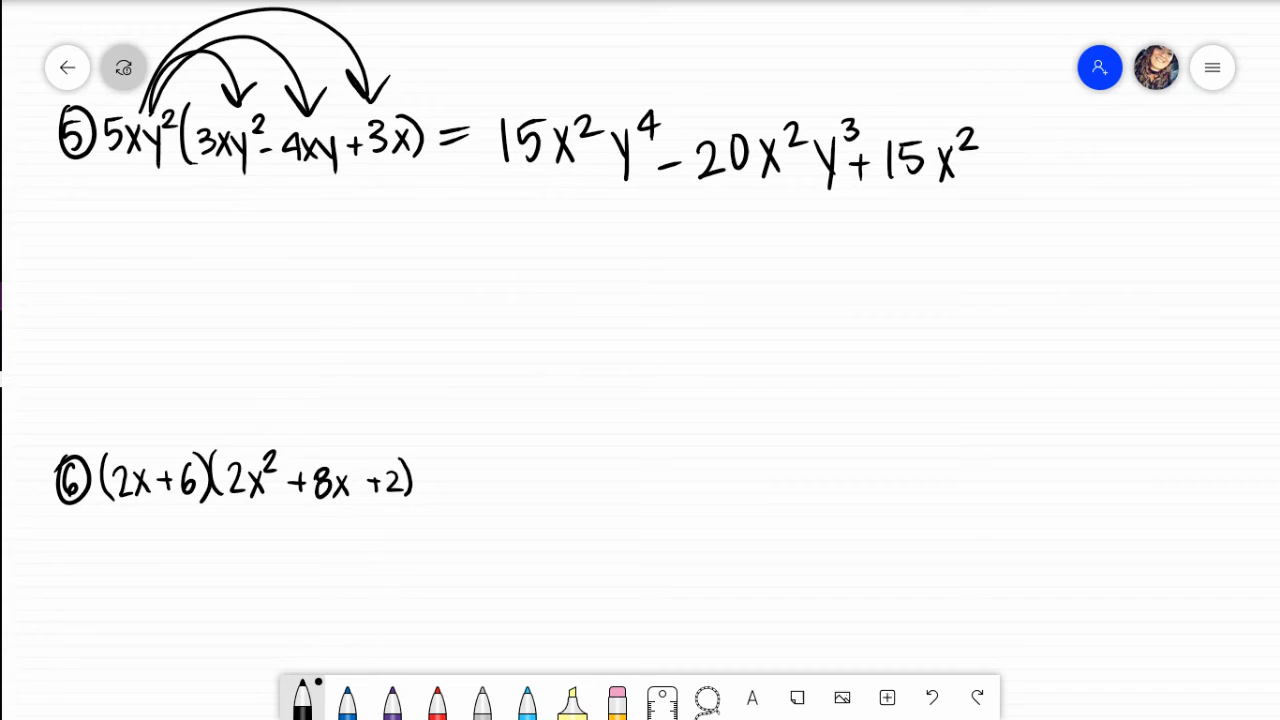 ⑤ 5xy²(3xy² - 4xy + 3x) = 15x²y⁴ - 20x²y³ + 15x²
⑥ (2x + 6)(2x² + 8x + 2)
A